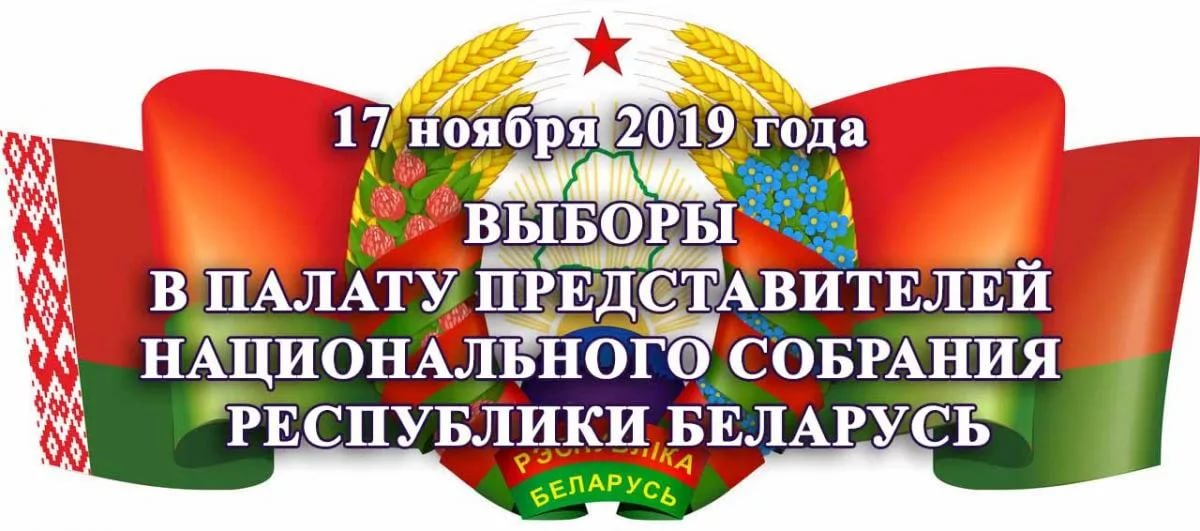 17 ноября 2019 года
ВЫБОРЫ
В ПАЛАТУ ПРЕДСТАВИТЕЛЕЙ
НАЦИОНАЛЬНОГО СОБРАНИЯ
РЕСПУБЛИКИ БЕЛАРУСЬ
РЭСПУБЛІКА
БЕЛАРУСЬ